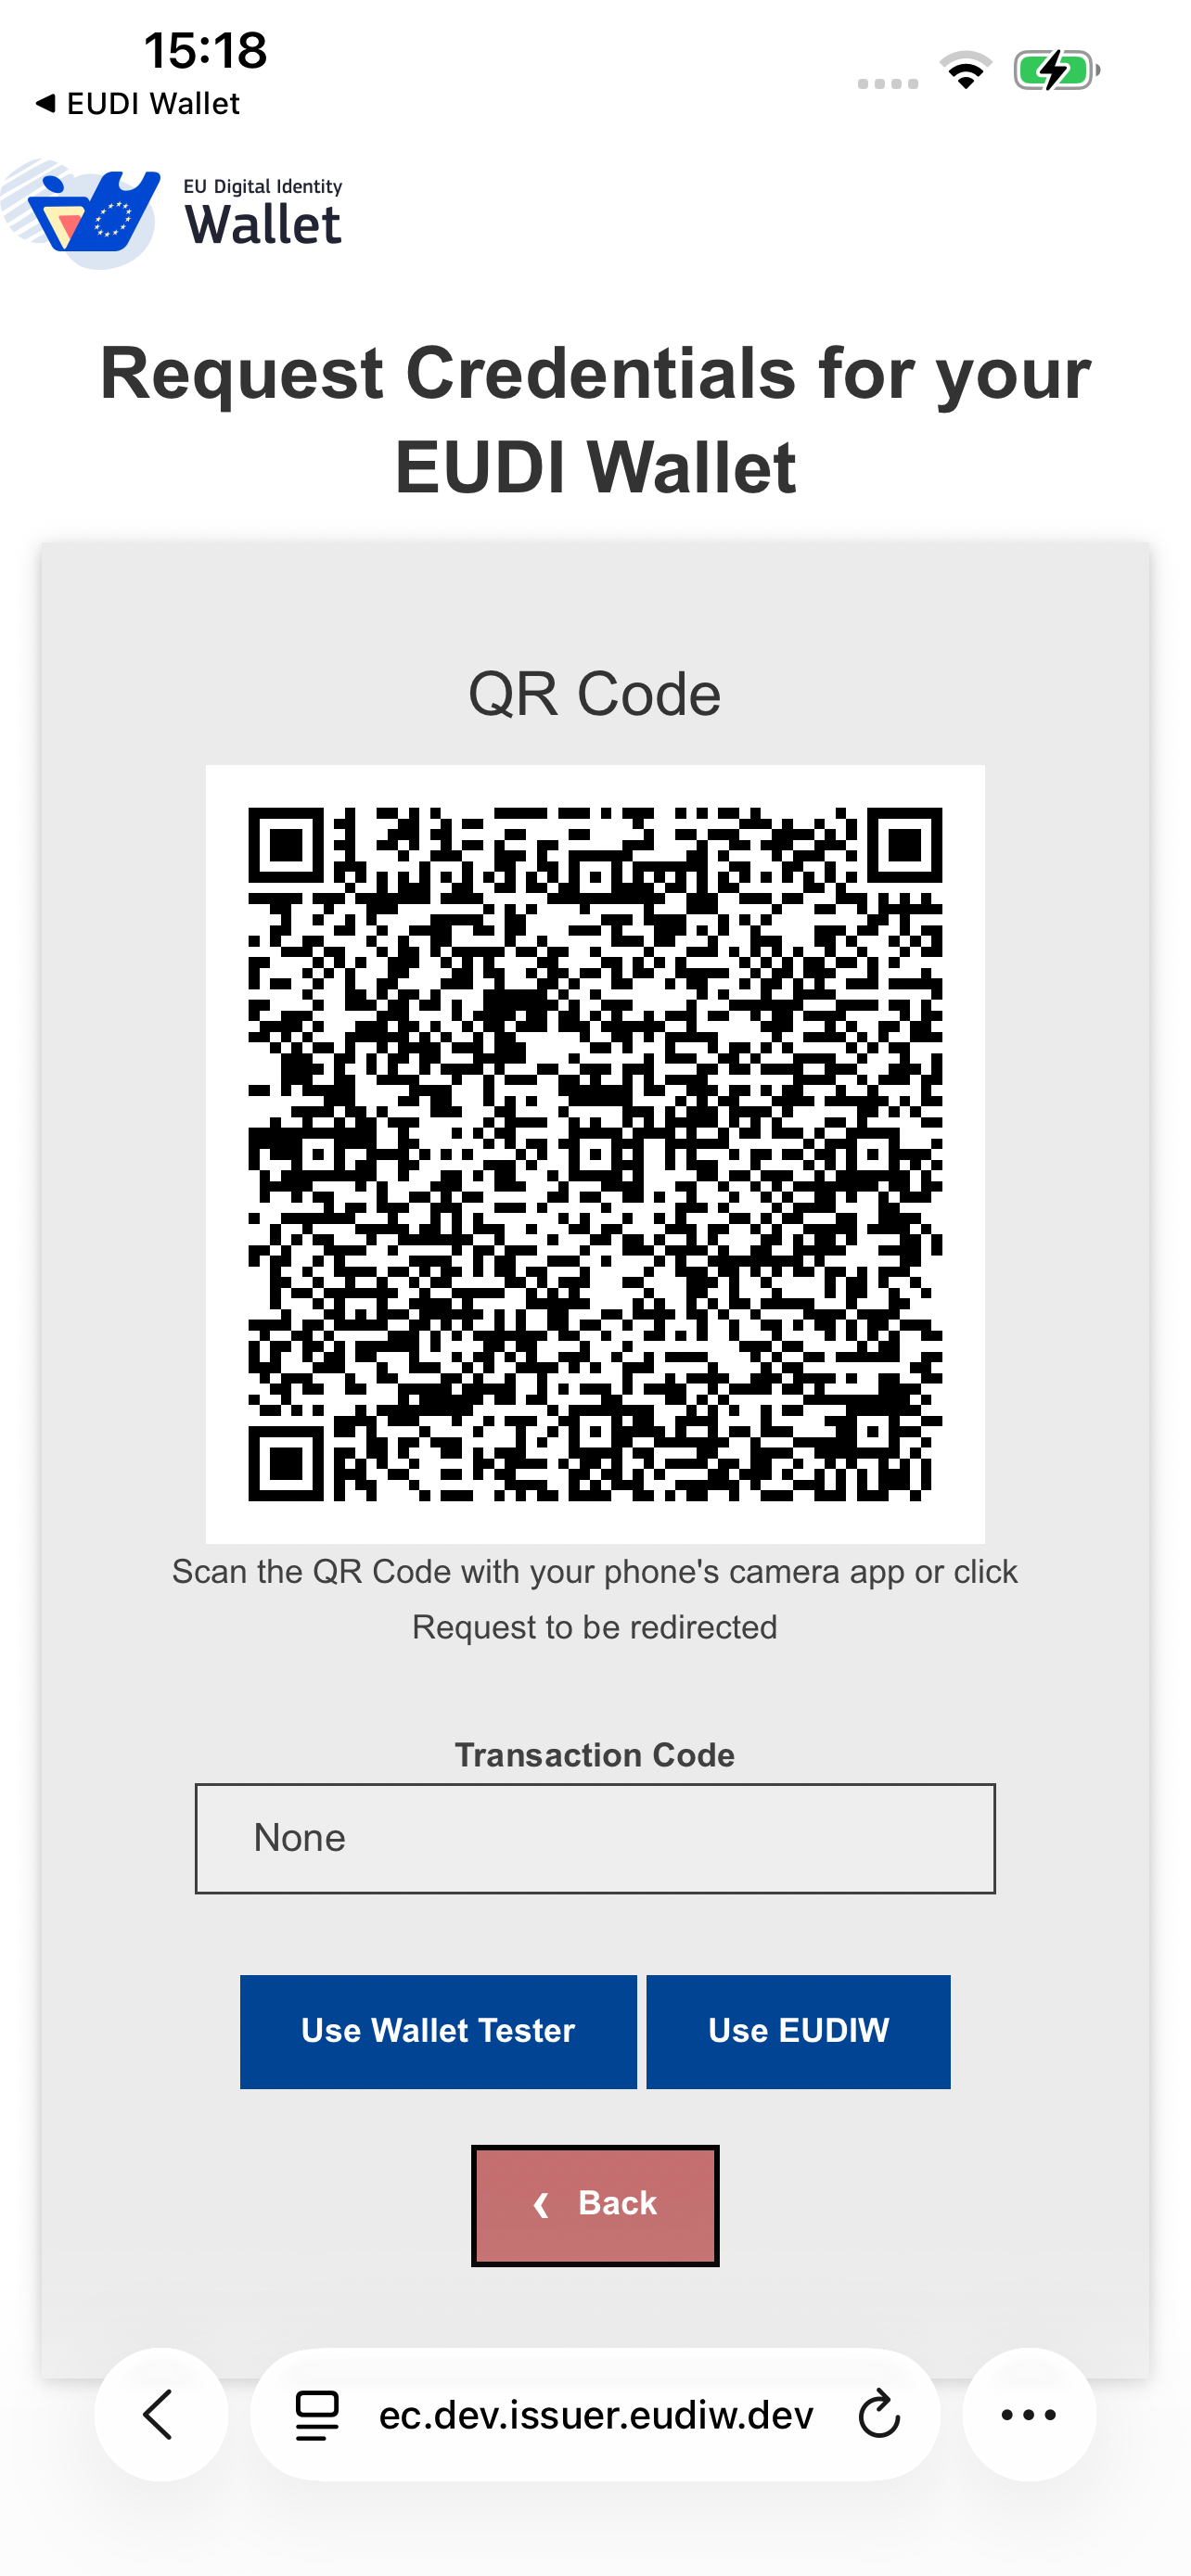 15:18
EUDI Wallet
EU Digital Identity
Wallet
Request Credentials for your
EUDI Wallet
QR Code
Scan the QR Code with your phone's camera app or click
Request to be redirected
Transaction Code
None
Use Wallet Tester
Use EUDIW
Back
ec.dev.issuer.eudiw.dev